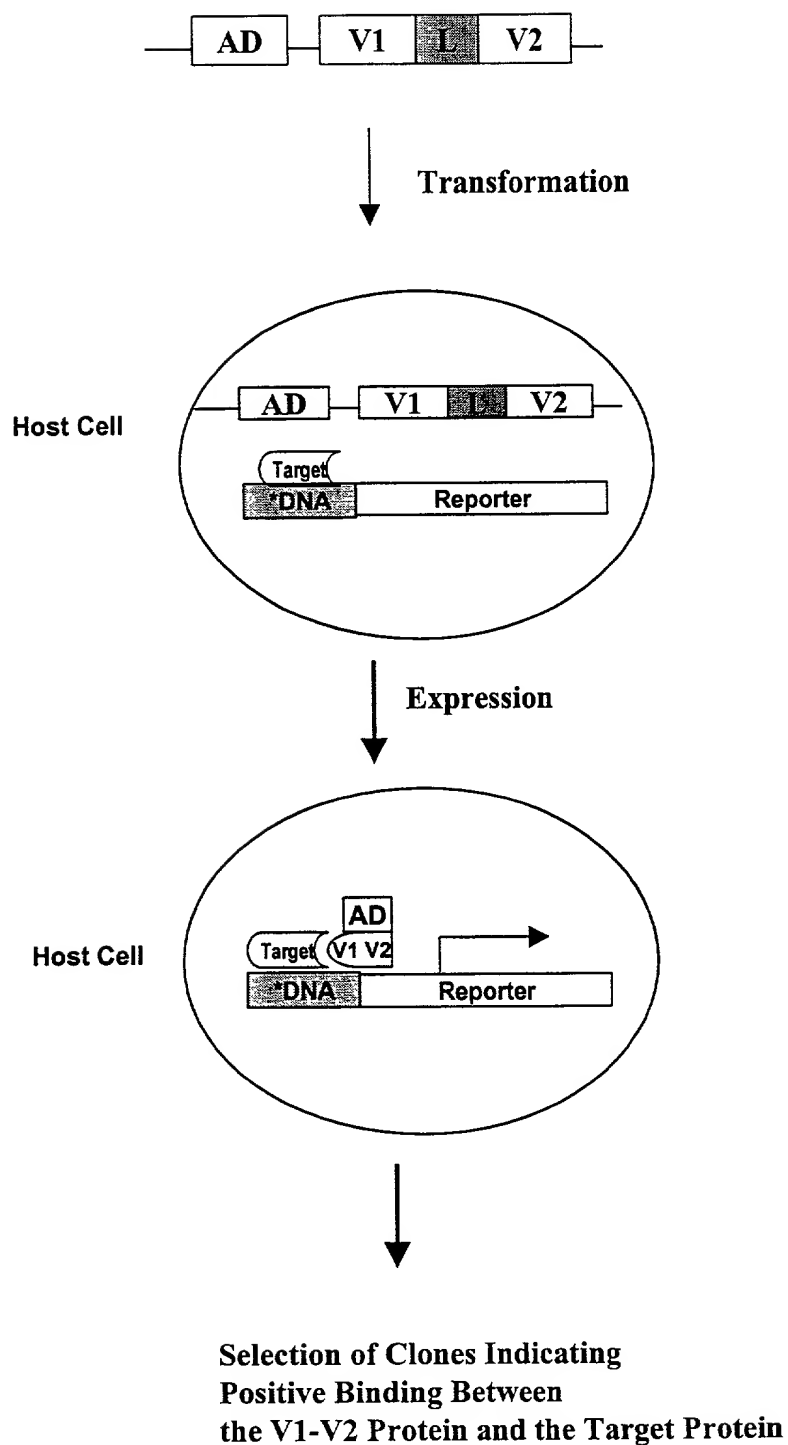 AD V1 L V2
Transformation
Host Cell
AD V1 L V2
Target
*DNA Reporter
Expression
Host Cell
AD
Target V1 V2
*DNA Reporter
Selection of Clones Indicating
Positive Binding Between
the V1-V2 Protein and the Target Protein